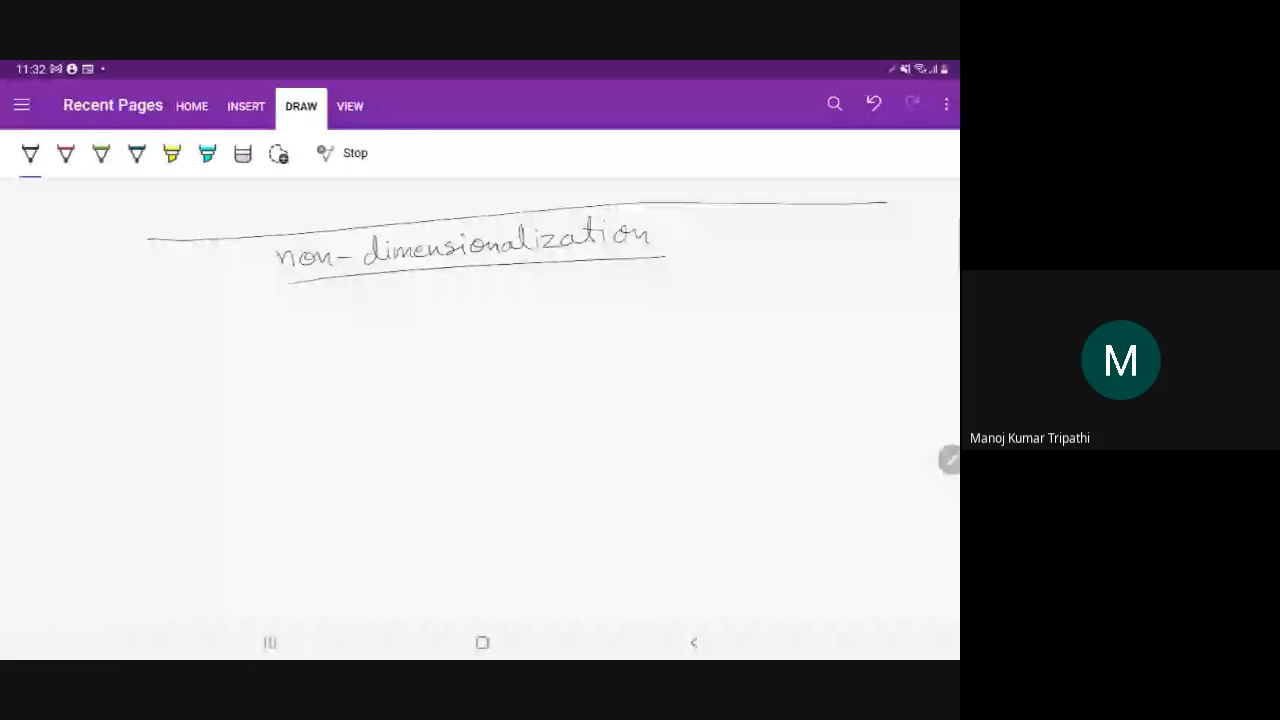 11:32
Recent Pages HOME INSERT DRAW VIEW
Stop
non-dimensionalization
M
Manoj Kumar Tripathi